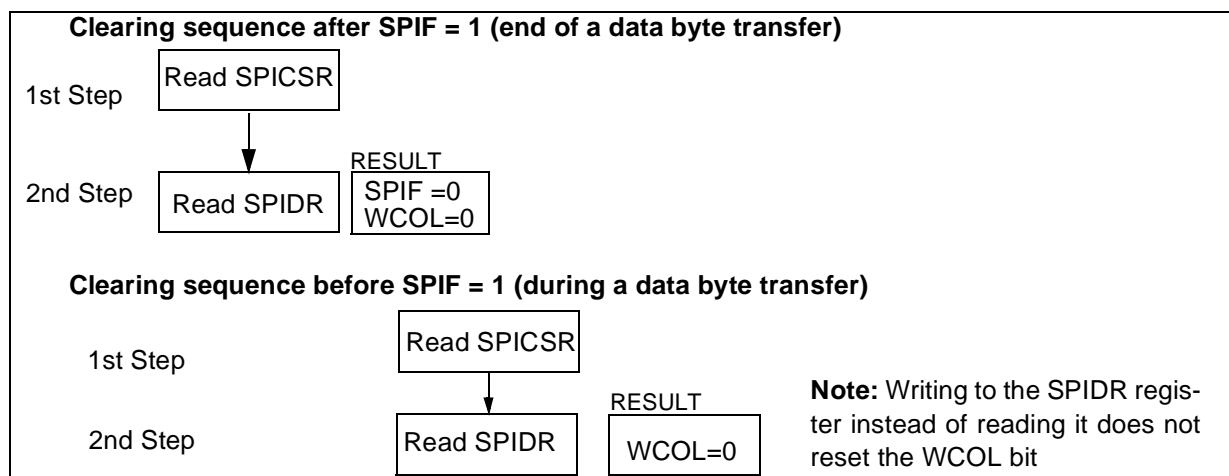 Clearing sequence after SPIF = 1 (end of a data byte transfer)
1st Step
Read SPICSR
2nd Step
Read SPIDR
RESULT
SPIF =0
WCOL=0
Clearing sequence before SPIF = 1 (during a data byte transfer)
1st Step
Read SPICSR
2nd Step
Read SPIDR
RESULT
WCOL=0
Note: Writing to the SPIDR regis-
ter instead of reading it does not
reset the WCOL bit